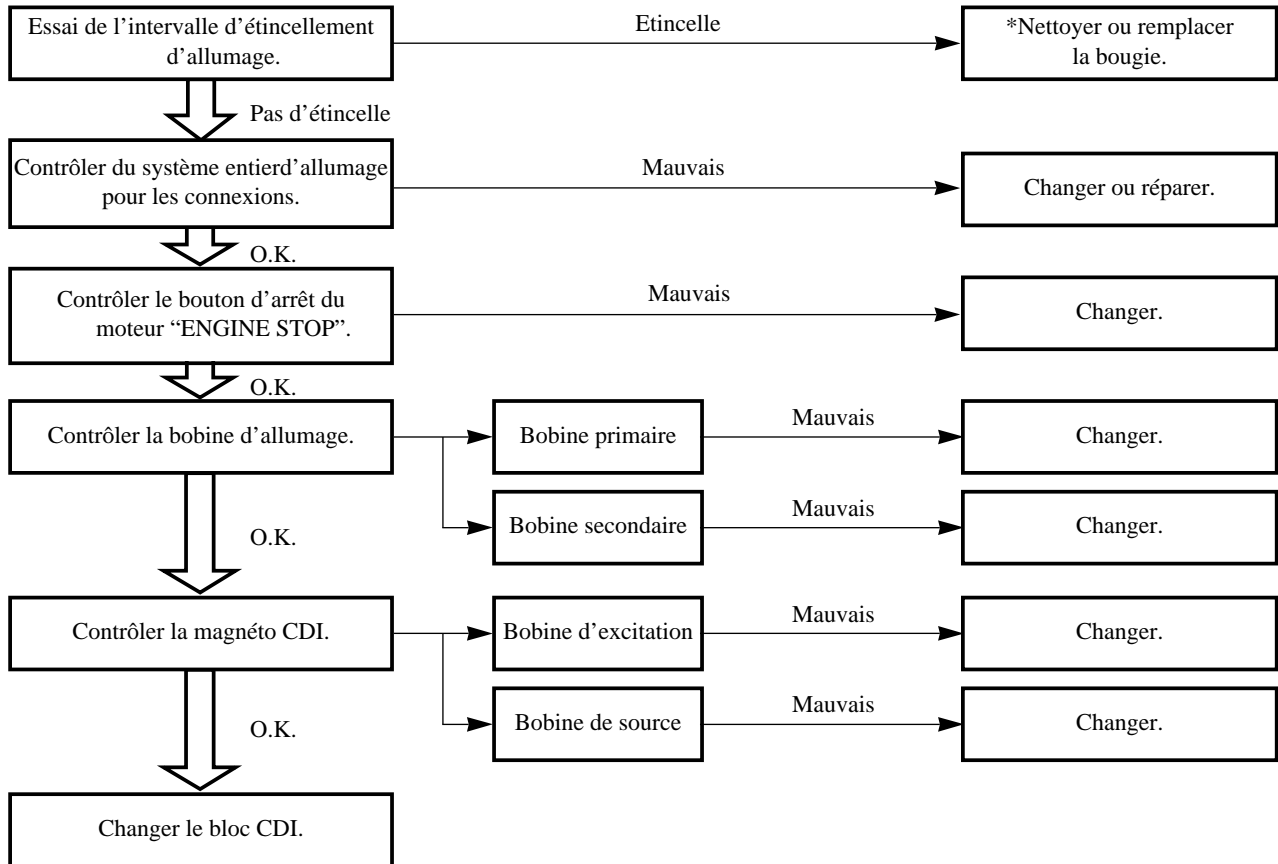 Essai de l’intervalle d’étincellement
d’allumage.
Etincelle
*Nettoyer ou remplacer
la bougie.
Pas d’étincelle
Contrôler du système entierd’allumage
pour les connexions.
Mauvais
Changer ou réparer.
O.K.
Contrôler le bouton d’arrêt du
moteur “ENGINE STOP”.
Mauvais
Changer.
O.K.
Contrôler la bobine d’allumage.
Bobine primaire
Mauvais
Changer.
Bobine secondaire
Mauvais
Changer.
O.K.
Contrôler la magnéto CDI.
Bobine d’excitation
Mauvais
Changer.
Bobine de source
Mauvais
Changer.
O.K.
Changer le bloc CDI.